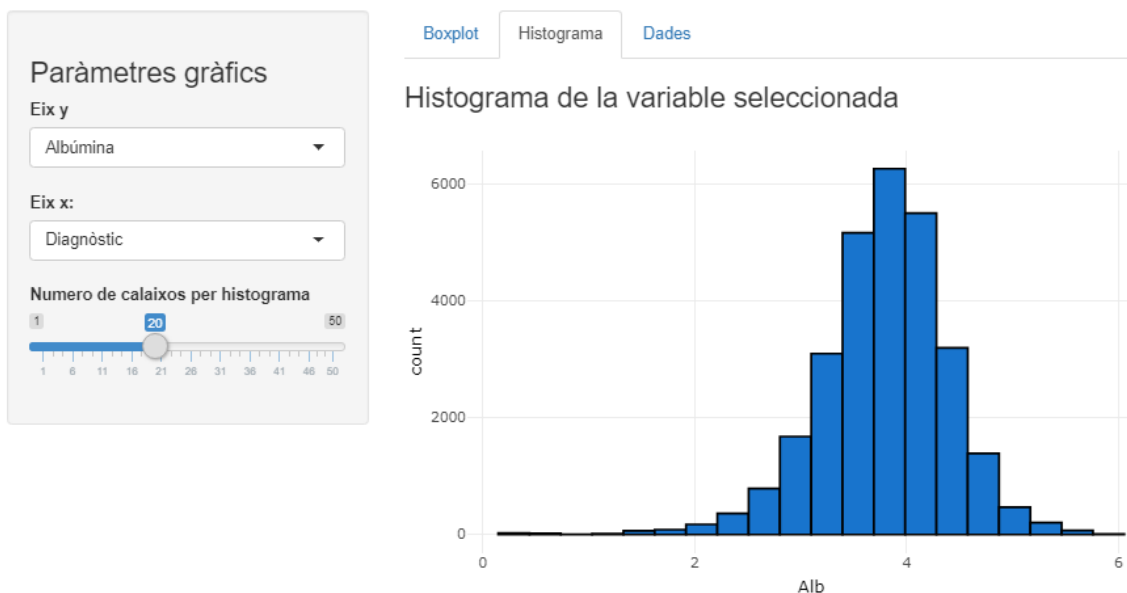 Paràmetres gràfics
Eix y
Albúmina
Eix x:
Diagnòstic
Numero de calaixos per histograma
1 20 50
1 6 11 16 21 26 31 36 41 46 50
Boxplot Histograma Dades
Histograma de la variable seleccionada
6000
4000
2000
0
count
0 2 4 6
Alb